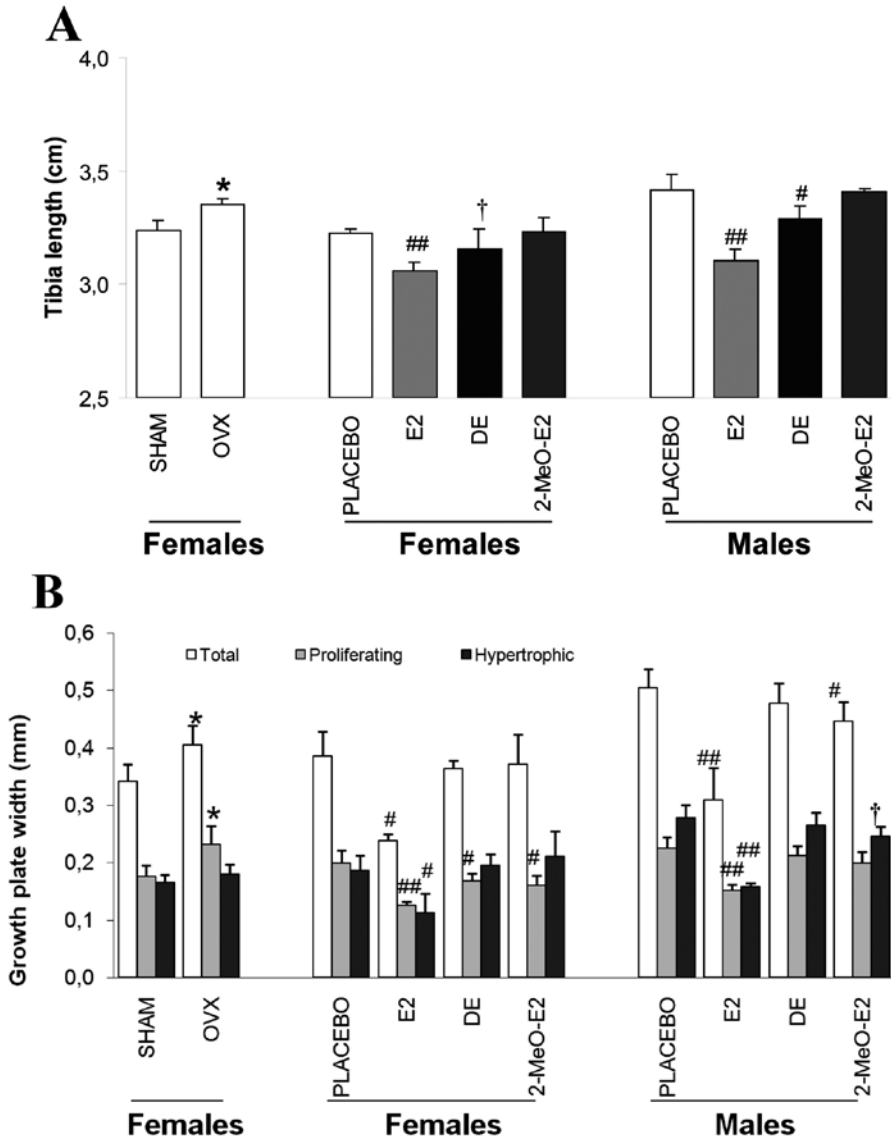 A
4,0
3,5
3,0
2,5
Tibia length (cm)
*
##
†
##
#
SHAM
OVX
PLACEBO
E2
DE
2-MeO-E2
PLACEBO
E2
DE
2-MeO-E2
Females
Females
Males
B
0,6
0,5
0,4
0,3
0,2
0,1
0,0
Growth plate width (mm)
Total
Proliferating
Hypertrophic
*
*
#
##
#
#
#
##
##
##
#
†
SHAM
OVX
PLACEBO
E2
DE
2-MeO-E2
PLACEBO
E2
DE
2-MeO-E2
Females
Females
Males